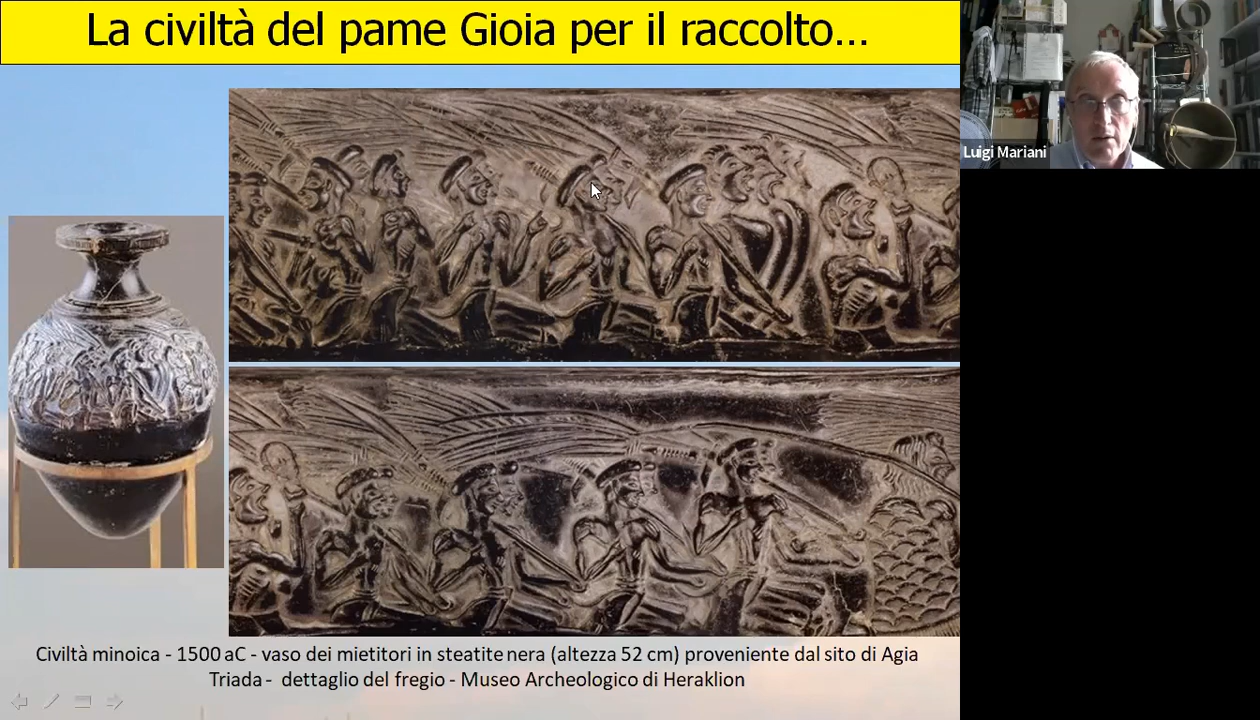 La civiltà del pame Gioia per il raccolto...
Luigi Mariani
Civiltà minoica - 1500 aC - vaso dei mietitori in steatite nera (altezza 52 cm) proveniente dal sito di Agia
Triada - dettaglio del fregio - Museo Archeologico di Heraklion